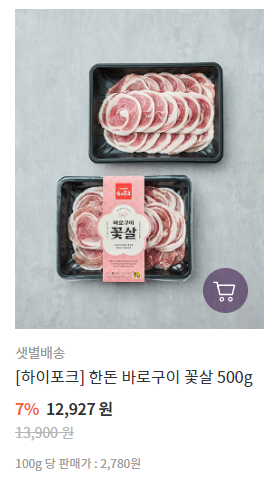 바로구이
꽃살
샛별배송
[하이포크] 한돈 바로구이 꽃살 500g
7% 12,927 원
13,900 원
100g 당 판매가 : 2,780원